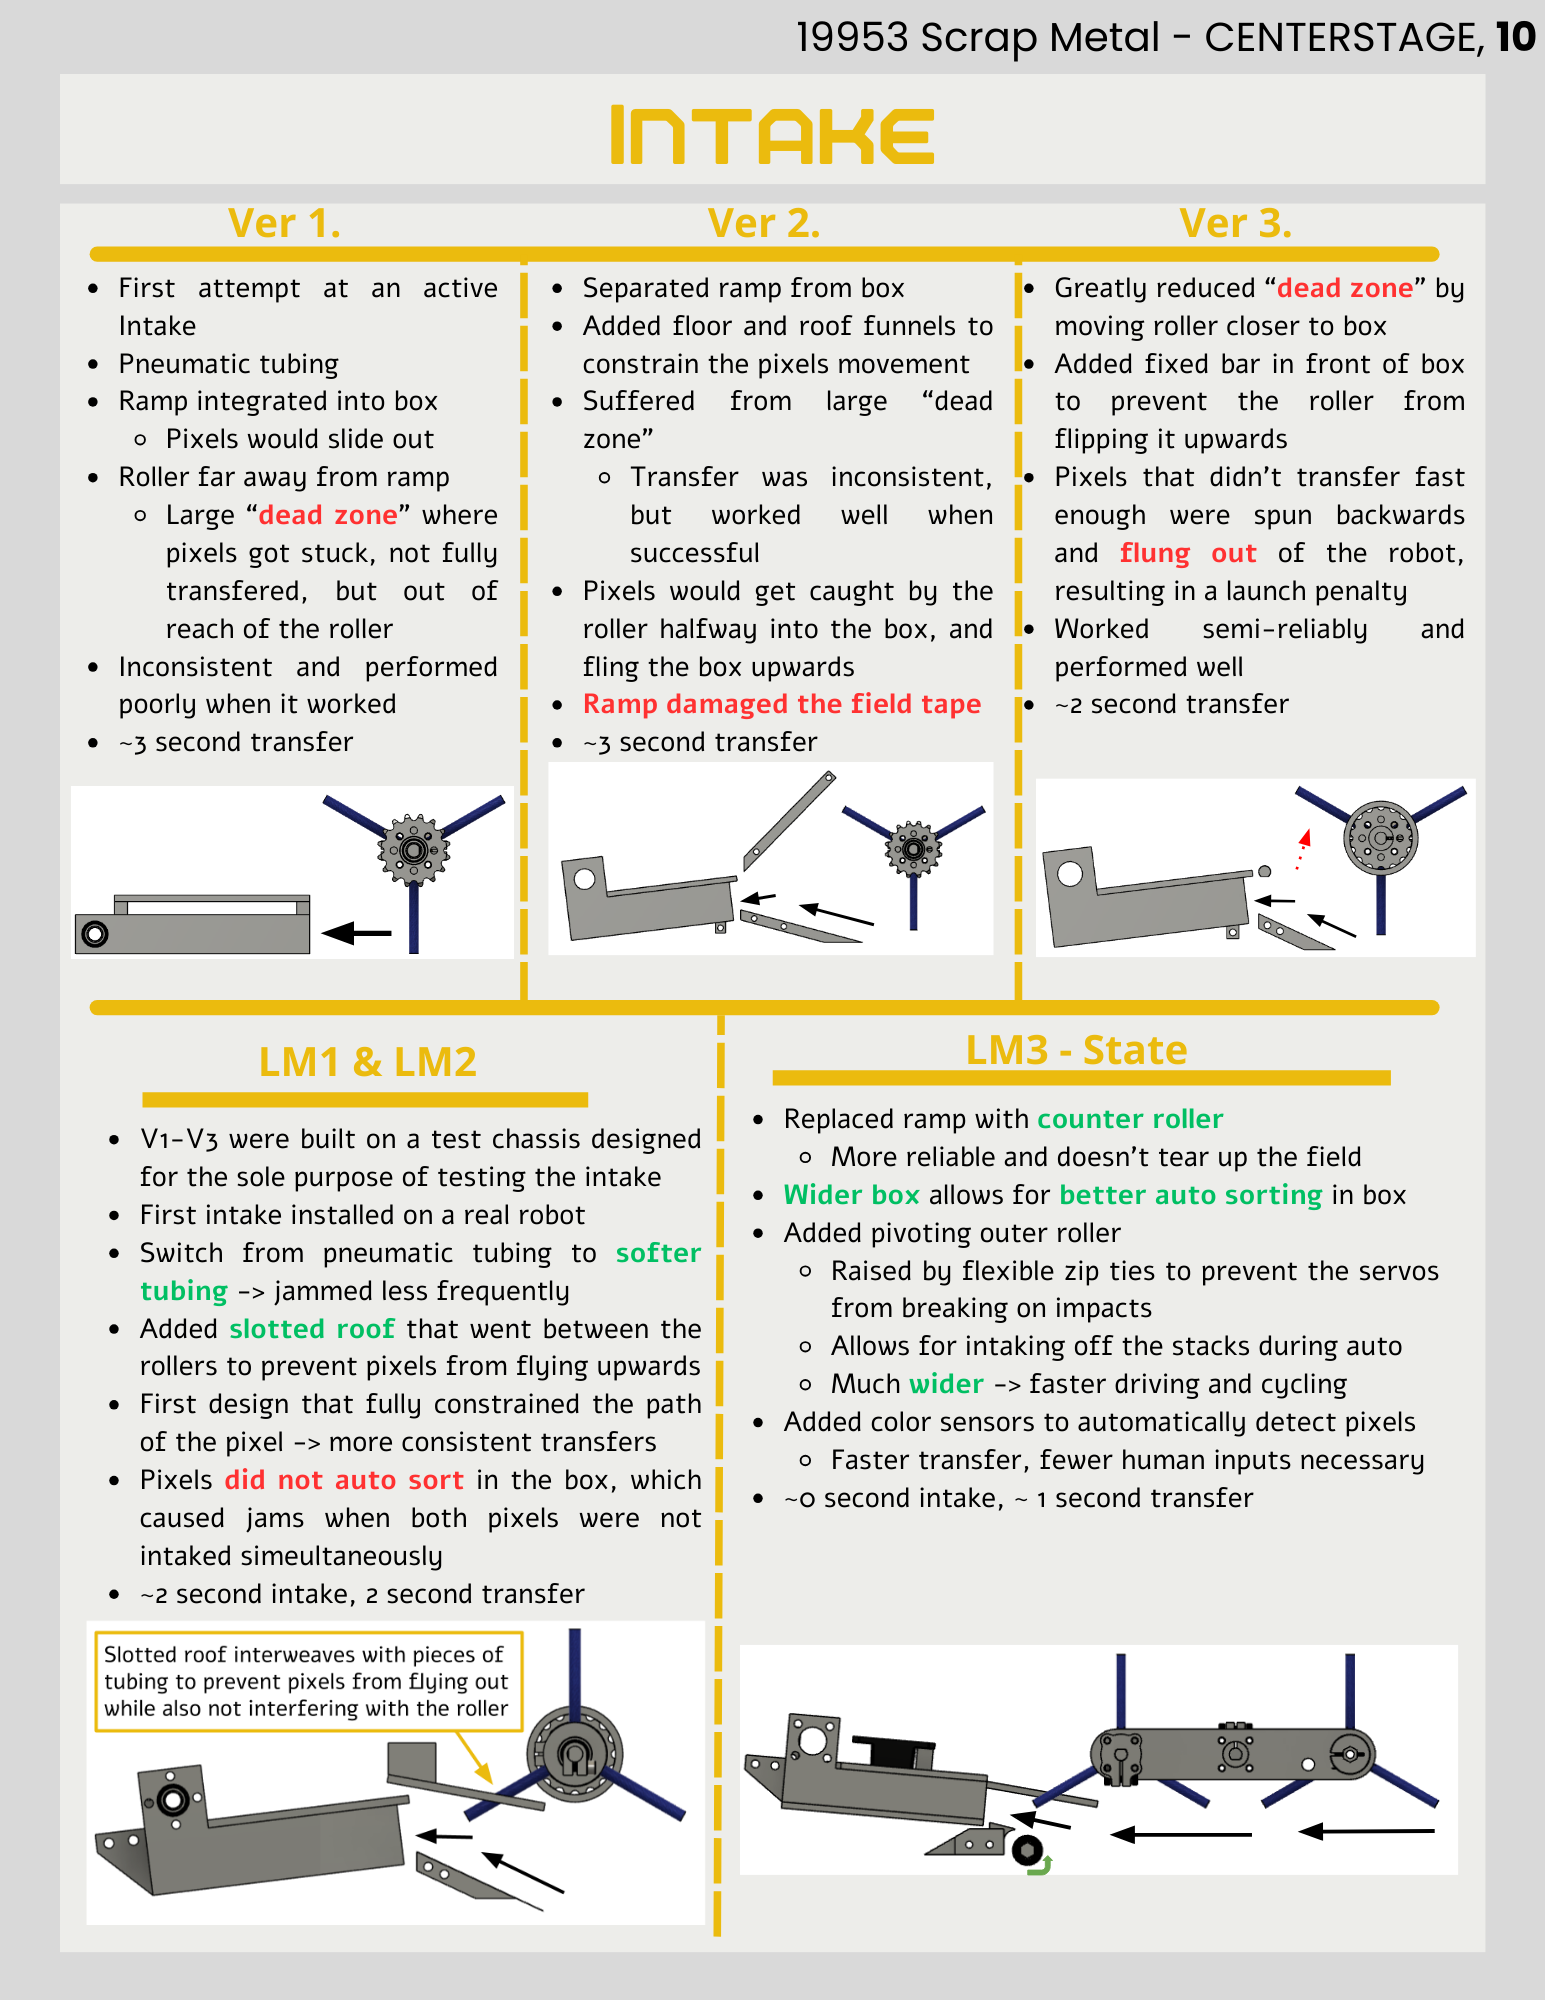 19953 Scrap Metal - CENTERSTAGE, 10
INTAKE
Ver 1.
• First attempt at an active
Intake
• Pneumatic tubing
• Ramp integrated into box
◦ Pixels would slide out
• Roller far away from ramp
◦ Large “dead zone” where
pixels got stuck, not fully
transfered, but out of
reach of the roller
• Inconsistent and performed
poorly when it worked
• ~3 second transfer
Ver 2.
• Separated ramp from box
• Added floor and roof funnels to
constrain the pixels movement
• Suffered from large “dead
zone”
◦ Transfer was inconsistent,
but worked well when
successful
• Pixels would get caught by the
roller halfway into the box, and
fling the box upwards
• Ramp damaged the field tape
• ~3 second transfer
Ver 3.
• Greatly reduced “dead zone” by
moving roller closer to box
• Added fixed bar in front of box
to prevent the roller from
flipping it upwards
• Pixels that didn’t transfer fast
enough were spun backwards
and flung out of the robot,
resulting in a launch penalty
• Worked semi-reliably and
performed well
• ~2 second transfer
LM1 & LM2
• V1-V3 were built on a test chassis designed
for the sole purpose of testing the intake
• First intake installed on a real robot
• Switch from pneumatic tubing to softer
tubing -> jammed less frequently
• Added slotted roof that went between the
rollers to prevent pixels from flying upwards
• First design that fully constrained the path
of the pixel -> more consistent transfers
• Pixels did not auto sort in the box, which
caused jams when both pixels were not
intaked simeultaneously
• ~2 second intake, 2 second transfer
Slotted roof interweaves with pieces of
tubing to prevent pixels from flying out
while also not interfering with the roller
LM3 - State
• Replaced ramp with counter roller
◦ More reliable and doesn’t tear up the field
• Wider box allows for better auto sorting in box
• Added pivoting outer roller
◦ Raised by flexible zip ties to prevent the servos
from breaking on impacts
◦ Allows for intaking off the stacks during auto
◦ Much wider -> faster driving and cycling
• Added color sensors to automatically detect pixels
◦ Faster transfer, fewer human inputs necessary
• ~0 second intake, ~ 1 second transfer